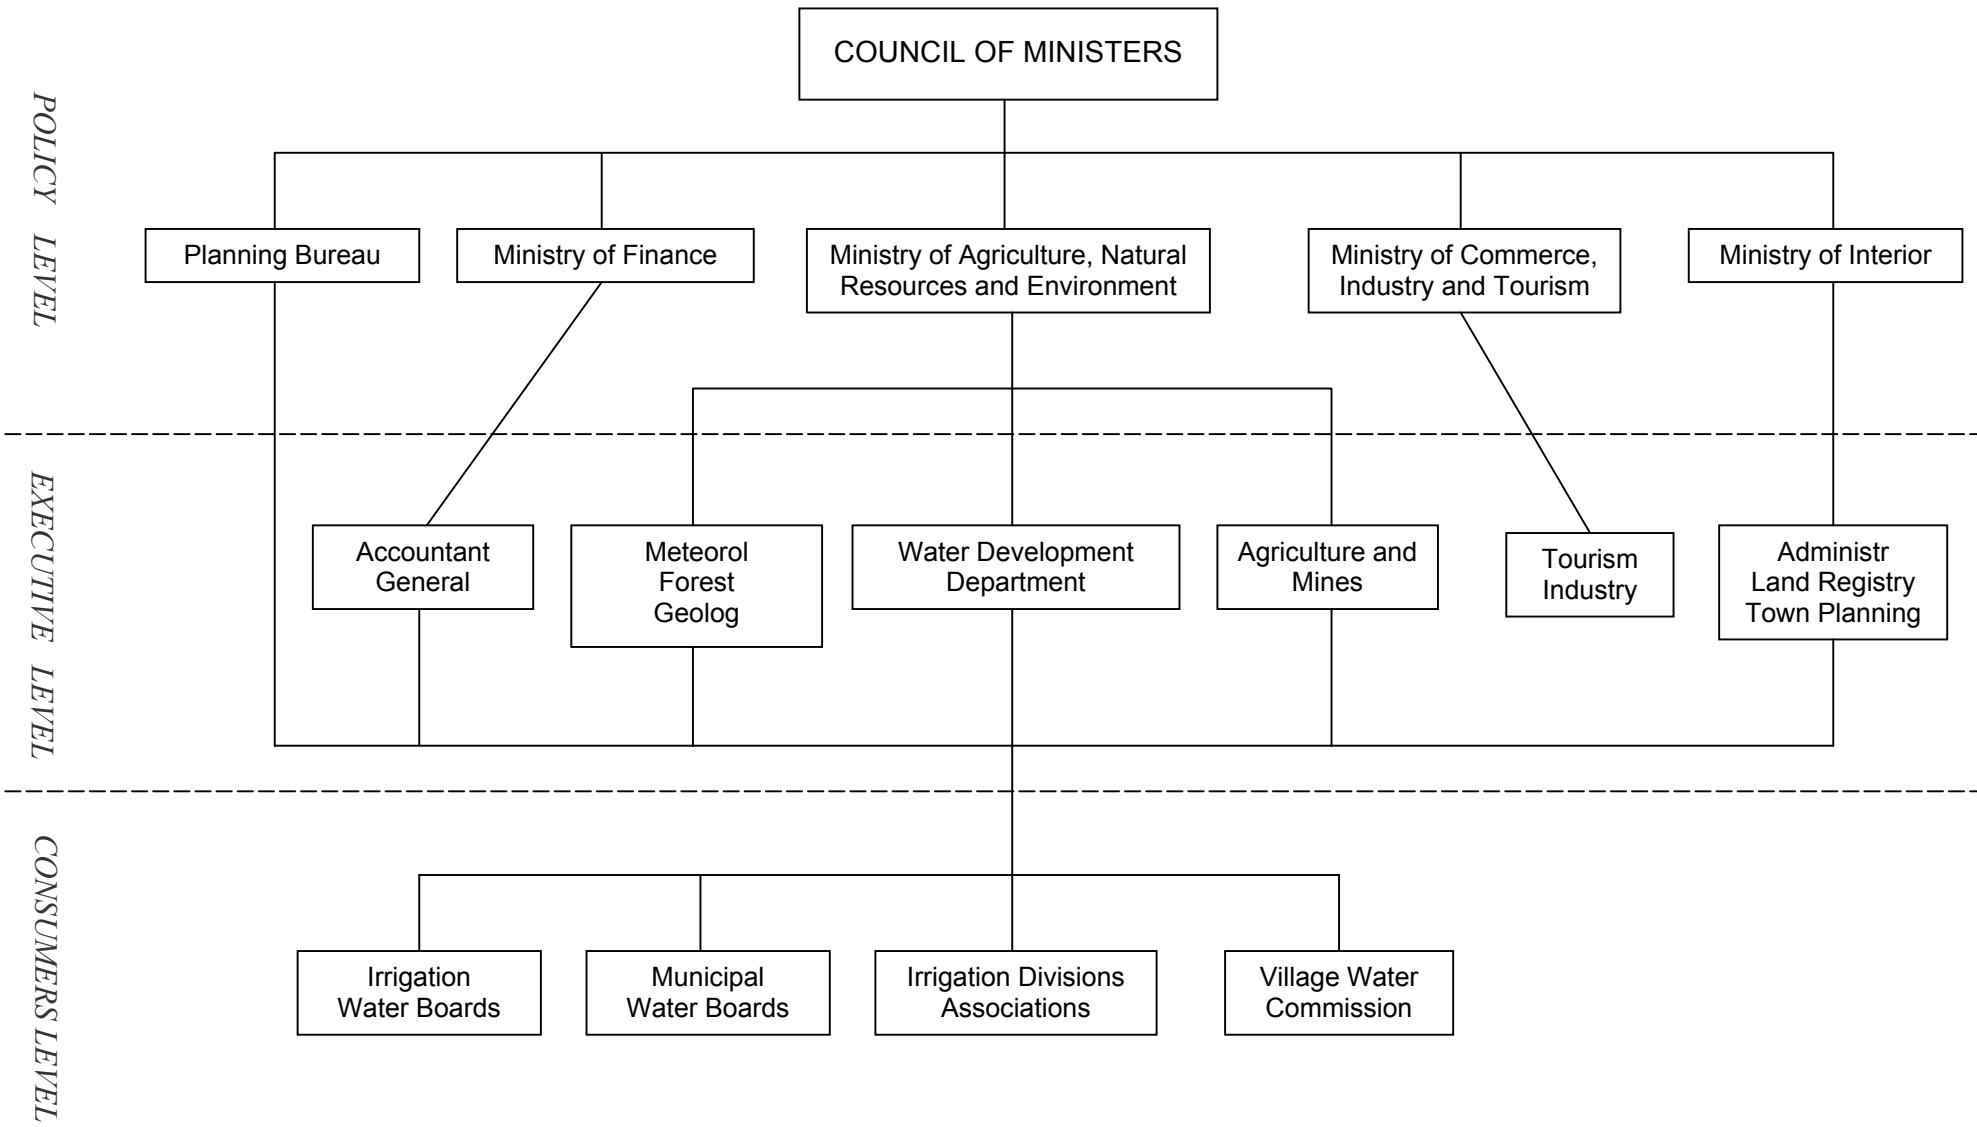 COUNCIL OF MINISTERS
POLICY LEVEL
Planning Bureau
Ministry of Finance
Ministry of Agriculture, Natural
Resources and Environment
Ministry of Commerce,
Industry and Tourism
Ministry of Interior
EXECUTIVE LEVEL
Accountant
General
Meteorol
Forest
Geolog
Water Development
Department
Agriculture and
Mines
Tourism
Industry
Administr
Land Registry
Town Planning
CONSUMERS LEVEL
Irrigation
Water Boards
Municipal
Water Boards
Irrigation Divisions
Associations
Village Water
Commission